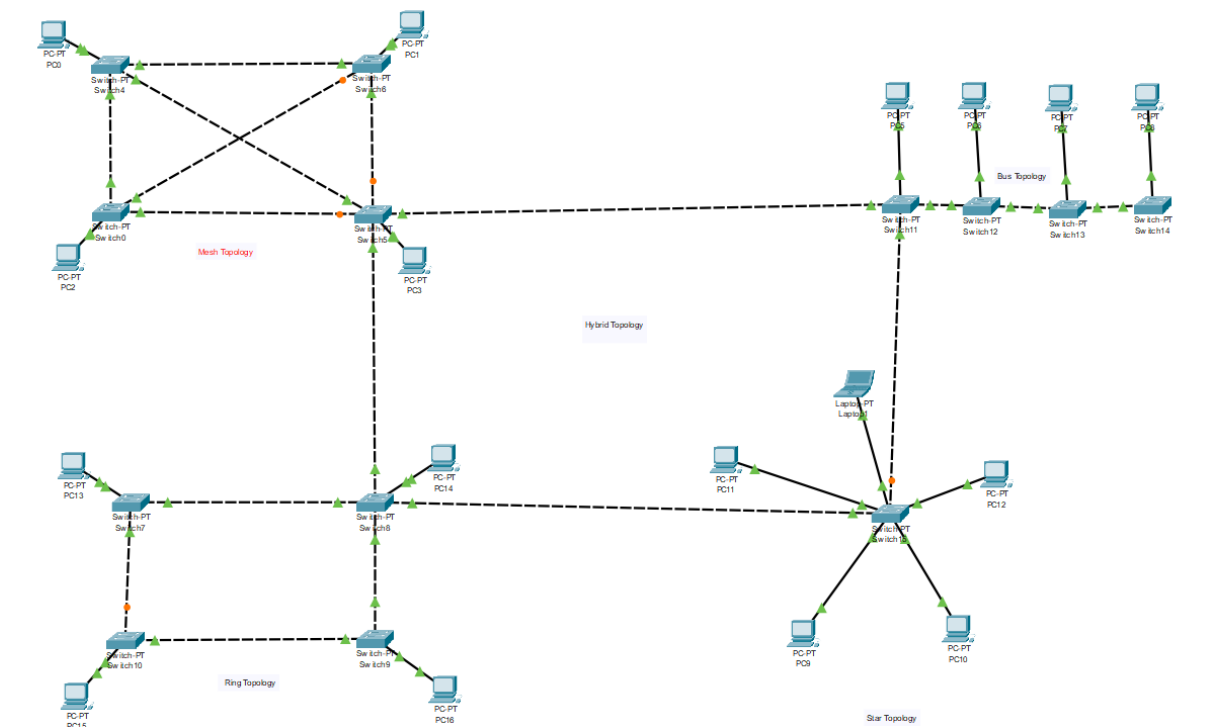 PC-PT
PC0
PC-PT
PC1
Switch-PT
Switch4
Switch-PT
Switch6
PC-PT
PC-PT
PC-PT
PC-PT
Bus Topology
Switch-PT
Switch11
Switch-PT
Switch12
Switch-PT
Switch13
Switch-PT
Switch14
Switch-PT
Switch0
Switch-PT
Switch5
Mesh Topology
PC-PT
PC2
PC-PT
PC3
Hybrid Topology
Laptop-PT
PC-PT
PC13
PC-PT
PC14
PC-PT
PC11
PC-PT
PC12
Switch-PT
Switch7
Switch-PT
Switch8
Switch-PT
Switch-PT
Switch10
Switch-PT
Switch9
PC-PT
PC9
PC-PT
PC10
Ring Topology
PC-PT
PC15
PC-PT
PC16
Star Topology